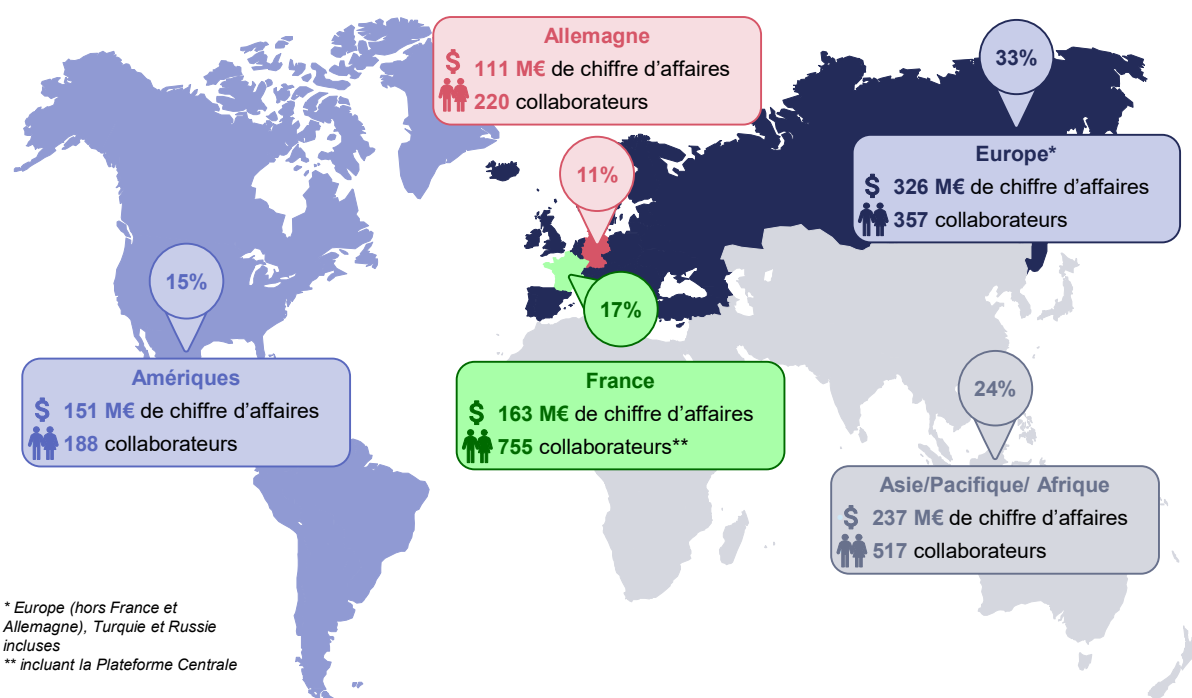 Allemagne
$ 111 M€ de chiffre d’affaires
220 collaborateurs
33%
11%
Europe*
$ 326 M€ de chiffre d’affaires
357 collaborateurs
15%
17%
Amériques
$ 151 M€ de chiffre d’affaires
188 collaborateurs
France
$ 163 M€ de chiffre d’affaires
755 collaborateurs**
24%
Asie/Pacifique/ Afrique
$ 237 M€ de chiffre d’affaires
517 collaborateurs
* Europe (hors France et
Allemagne), Turquie et Russie
incluses
** incluant la Plateforme Centrale